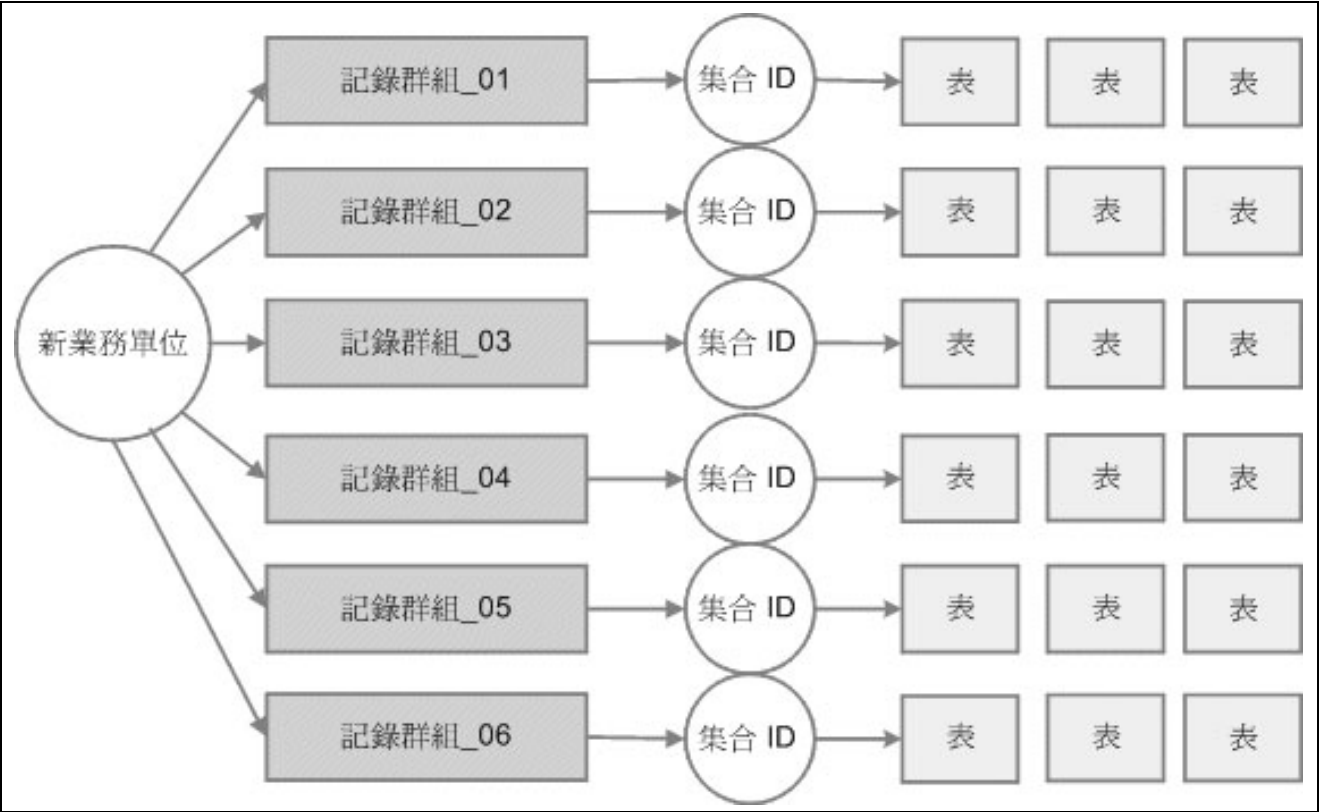 記錄群組_01 集合 ID 表 表 表
記錄群組_02 集合 ID 表 表 表
新業務單位
記錄群組_03 集合 ID 表 表 表
記錄群組_04 集合 ID 表 表 表
記錄群組_05 集合 ID 表 表 表
記錄群組_06 集合 ID 表 表 表